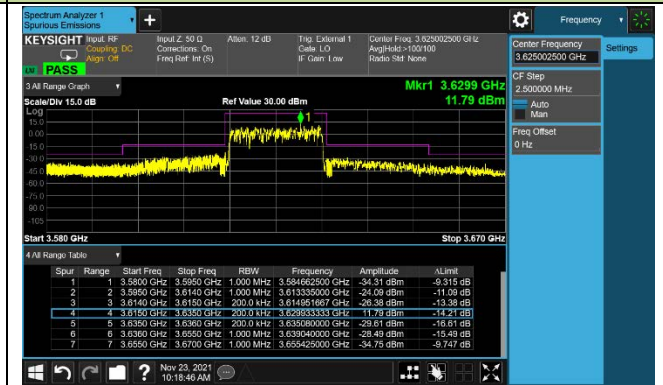 Spectrum Analyzer 1
Spurious Emissions
+
Frequency
KEYSIGHT
Input: RF
Coupling: DC
Align: Off
Input Z: 50 Ω
Corrections: On
Freq Ref: Int (S)
Atten: 12 dB
Trig: External 1
Gate: LO
IF Gain: Low
Center Freq: 3.625002500 GHz
Avg|Hold:>100/100
Radio Std: None
PASS
Center Frequency
3.625002500 GHz
Settings
CF Step
2.500000 MHz
Auto
Man
Freq Offset
0 Hz
3 All Range Graph
Mkr1 3.6299 GHz
Scale/Div 15.0 dB
Ref Value 30.00 dBm
11.79 dBm
Log
15.0
0.00
-15.0
-30.0
-45.0
-60.0
-75.0
-90.0
-105
1
Start 3.580 GHz
Stop 3.670 GHz
4 All Range Table
Spur Range Start Freq Stop Freq RBW Frequency Amplitude ΔLimit
1 1 3.5800 GHz 3.5950 GHz 1.000 MHz 3.584662500 GHz -34.31 dBm -9.315 dB
2 2 3.5950 GHz 3.6140 GHz 1.000 MHz 3.613335000 GHz -24.09 dBm -11.09 dB
3 3 3.6140 GHz 3.6150 GHz 200.0 kHz 3.614951667 GHz -26.38 dBm -13.38 dB
4 4 3.6150 GHz 3.6350 GHz 200.0 kHz 3.629933333 GHz 11.79 dBm -14.21 dB
5 5 3.6350 GHz 3.6360 GHz 200.0 kHz 3.635080000 GHz -29.61 dBm -16.61 dB
6 6 3.6360 GHz 3.6550 GHz 1.000 MHz 3.639040000 GHz -28.49 dBm -15.49 dB
7 7 3.6550 GHz 3.6700 GHz 1.000 MHz 3.655425000 GHz -34.75 dBm -9.747 dB
?
Nov 23, 2021
10:18:46 AM